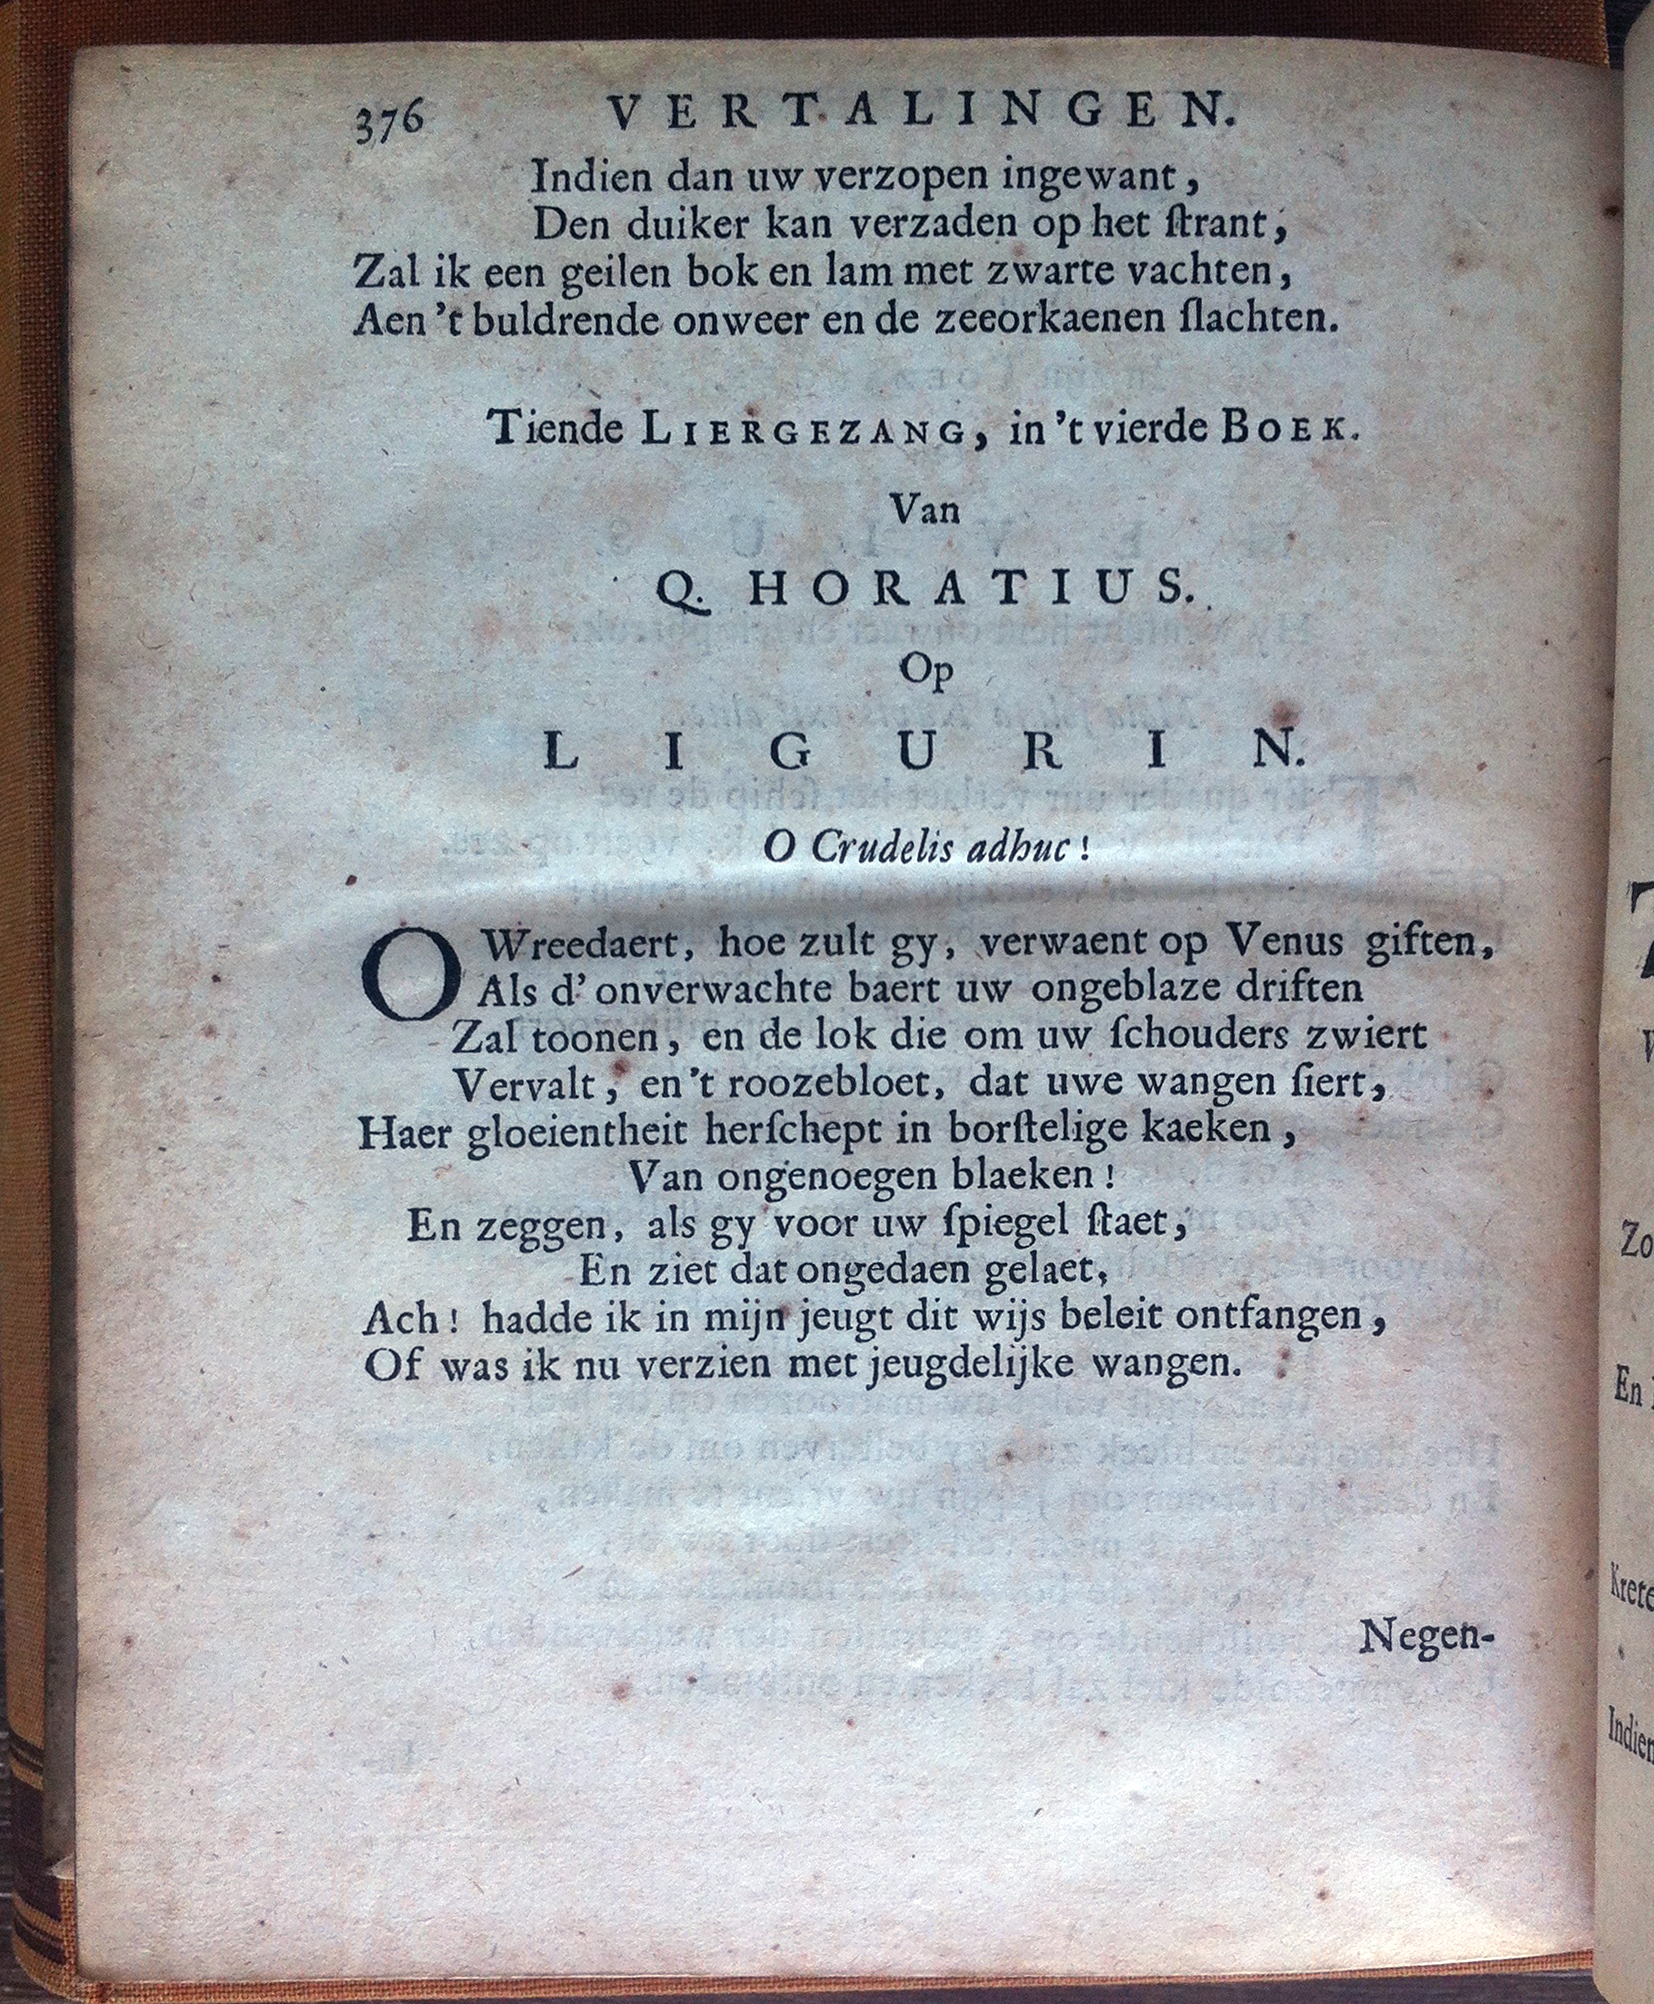 376 VERTALINGEN.
Indien dan uw verzopen ingewant,
Den duiker kan verzaden op het ſtrant,
Zal ik een geilen bok en lam met zwarte vachten,
Aen 't buldrende onweer en de zeeorkaenen ſlachten.
Tiende LIERGEZANG, in 't vierde BOEK.
Van
Q. HORATIUS.
Op
LIGURIN.
O Crudelis adhuc!
O Wreedaert, hoe zult gy, verwaent op Venus giften,
Als d' onverwachte baert uw ongeblaze driften
Zal toonen, en de lok die om uw ſchouders zwiert
Vervalt, en 't roozebloet, dat uwe wangen ſiert,
Haer gloeientheit herſchept in borſtelige kaeken,
Van ongenoegen blaeken!
En zeggen, als gy voor uw ſpiegel ſtaet,
En ziet dat ongedaen gelaet,
Ach! hadde ik in mijn jeugt dit wijs beleit ontfangen,
Of was ik nu verzien met jeugdelijke wangen.
Negen-
Zo
En
Krete
Indien